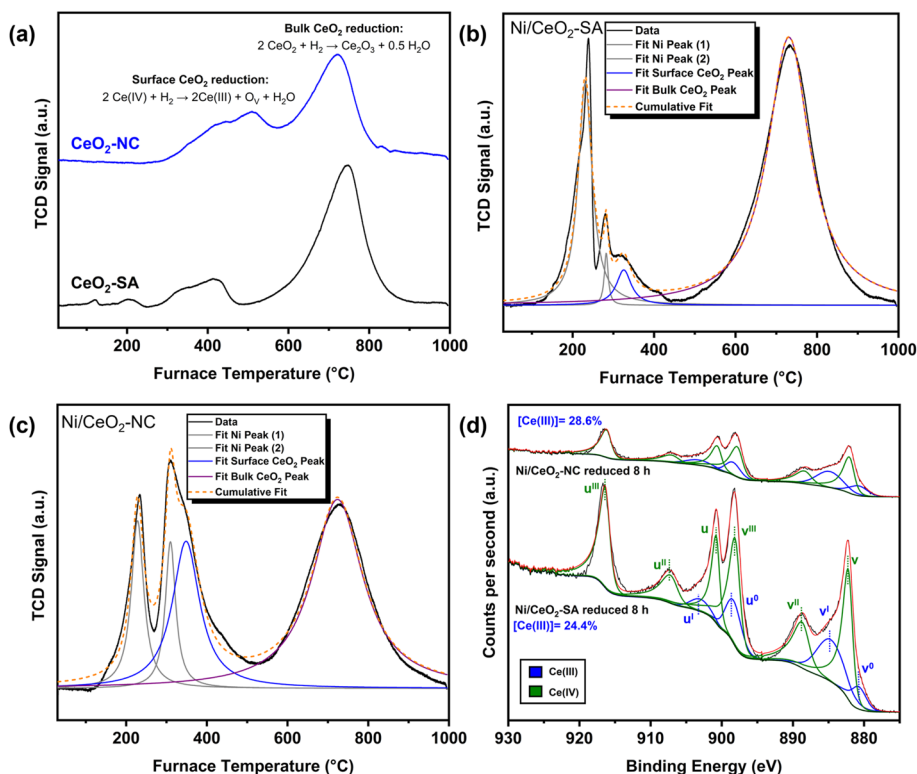 (a)
Bulk CeO₂ reduction:
2 CeO₂ + H₂ → Ce₂O₃ + 0.5 H₂O
Surface CeO₂ reduction:
2 Ce(IV) + H₂ → 2Ce(III) + Oᵥ + H₂O
CeO₂-NC
CeO₂-SA
TCD Signal (a.u.)
200 400 600 800 1000
Furnace Temperature (°C)
(b)
Ni/CeO₂-SA
Data
Fit Ni Peak (1)
Fit Ni Peak (2)
Fit Surface CeO₂ Peak
Fit Bulk CeO₂ Peak
Cumulative Fit
TCD Signal (a.u.)
200 400 600 800 1000
Furnace Temperature (°C)
(c)
Ni/CeO₂-NC
Data
Fit Ni Peak (1)
Fit Ni Peak (2)
Fit Surface CeO₂ Peak
Fit Bulk CeO₂ Peak
Cumulative Fit
TCD Signal (a.u.)
200 400 600 800 1000
Furnace Temperature (°C)
(d)
[Ce(III)]= 28.6%
Ni/CeO₂-NC reduced 8 h
uᴵᴵᴵ
uᴵᴵ
u
vᴵᴵᴵ
uᴵ
u⁰
vᴵᴵ
vᴵ
v
v⁰
Ni/CeO₂-SA reduced 8 h
[Ce(III)]= 24.4%
Ce(III)
Ce(IV)
Counts per second (a.u.)
930 915 900 885
Binding Energy (eV)